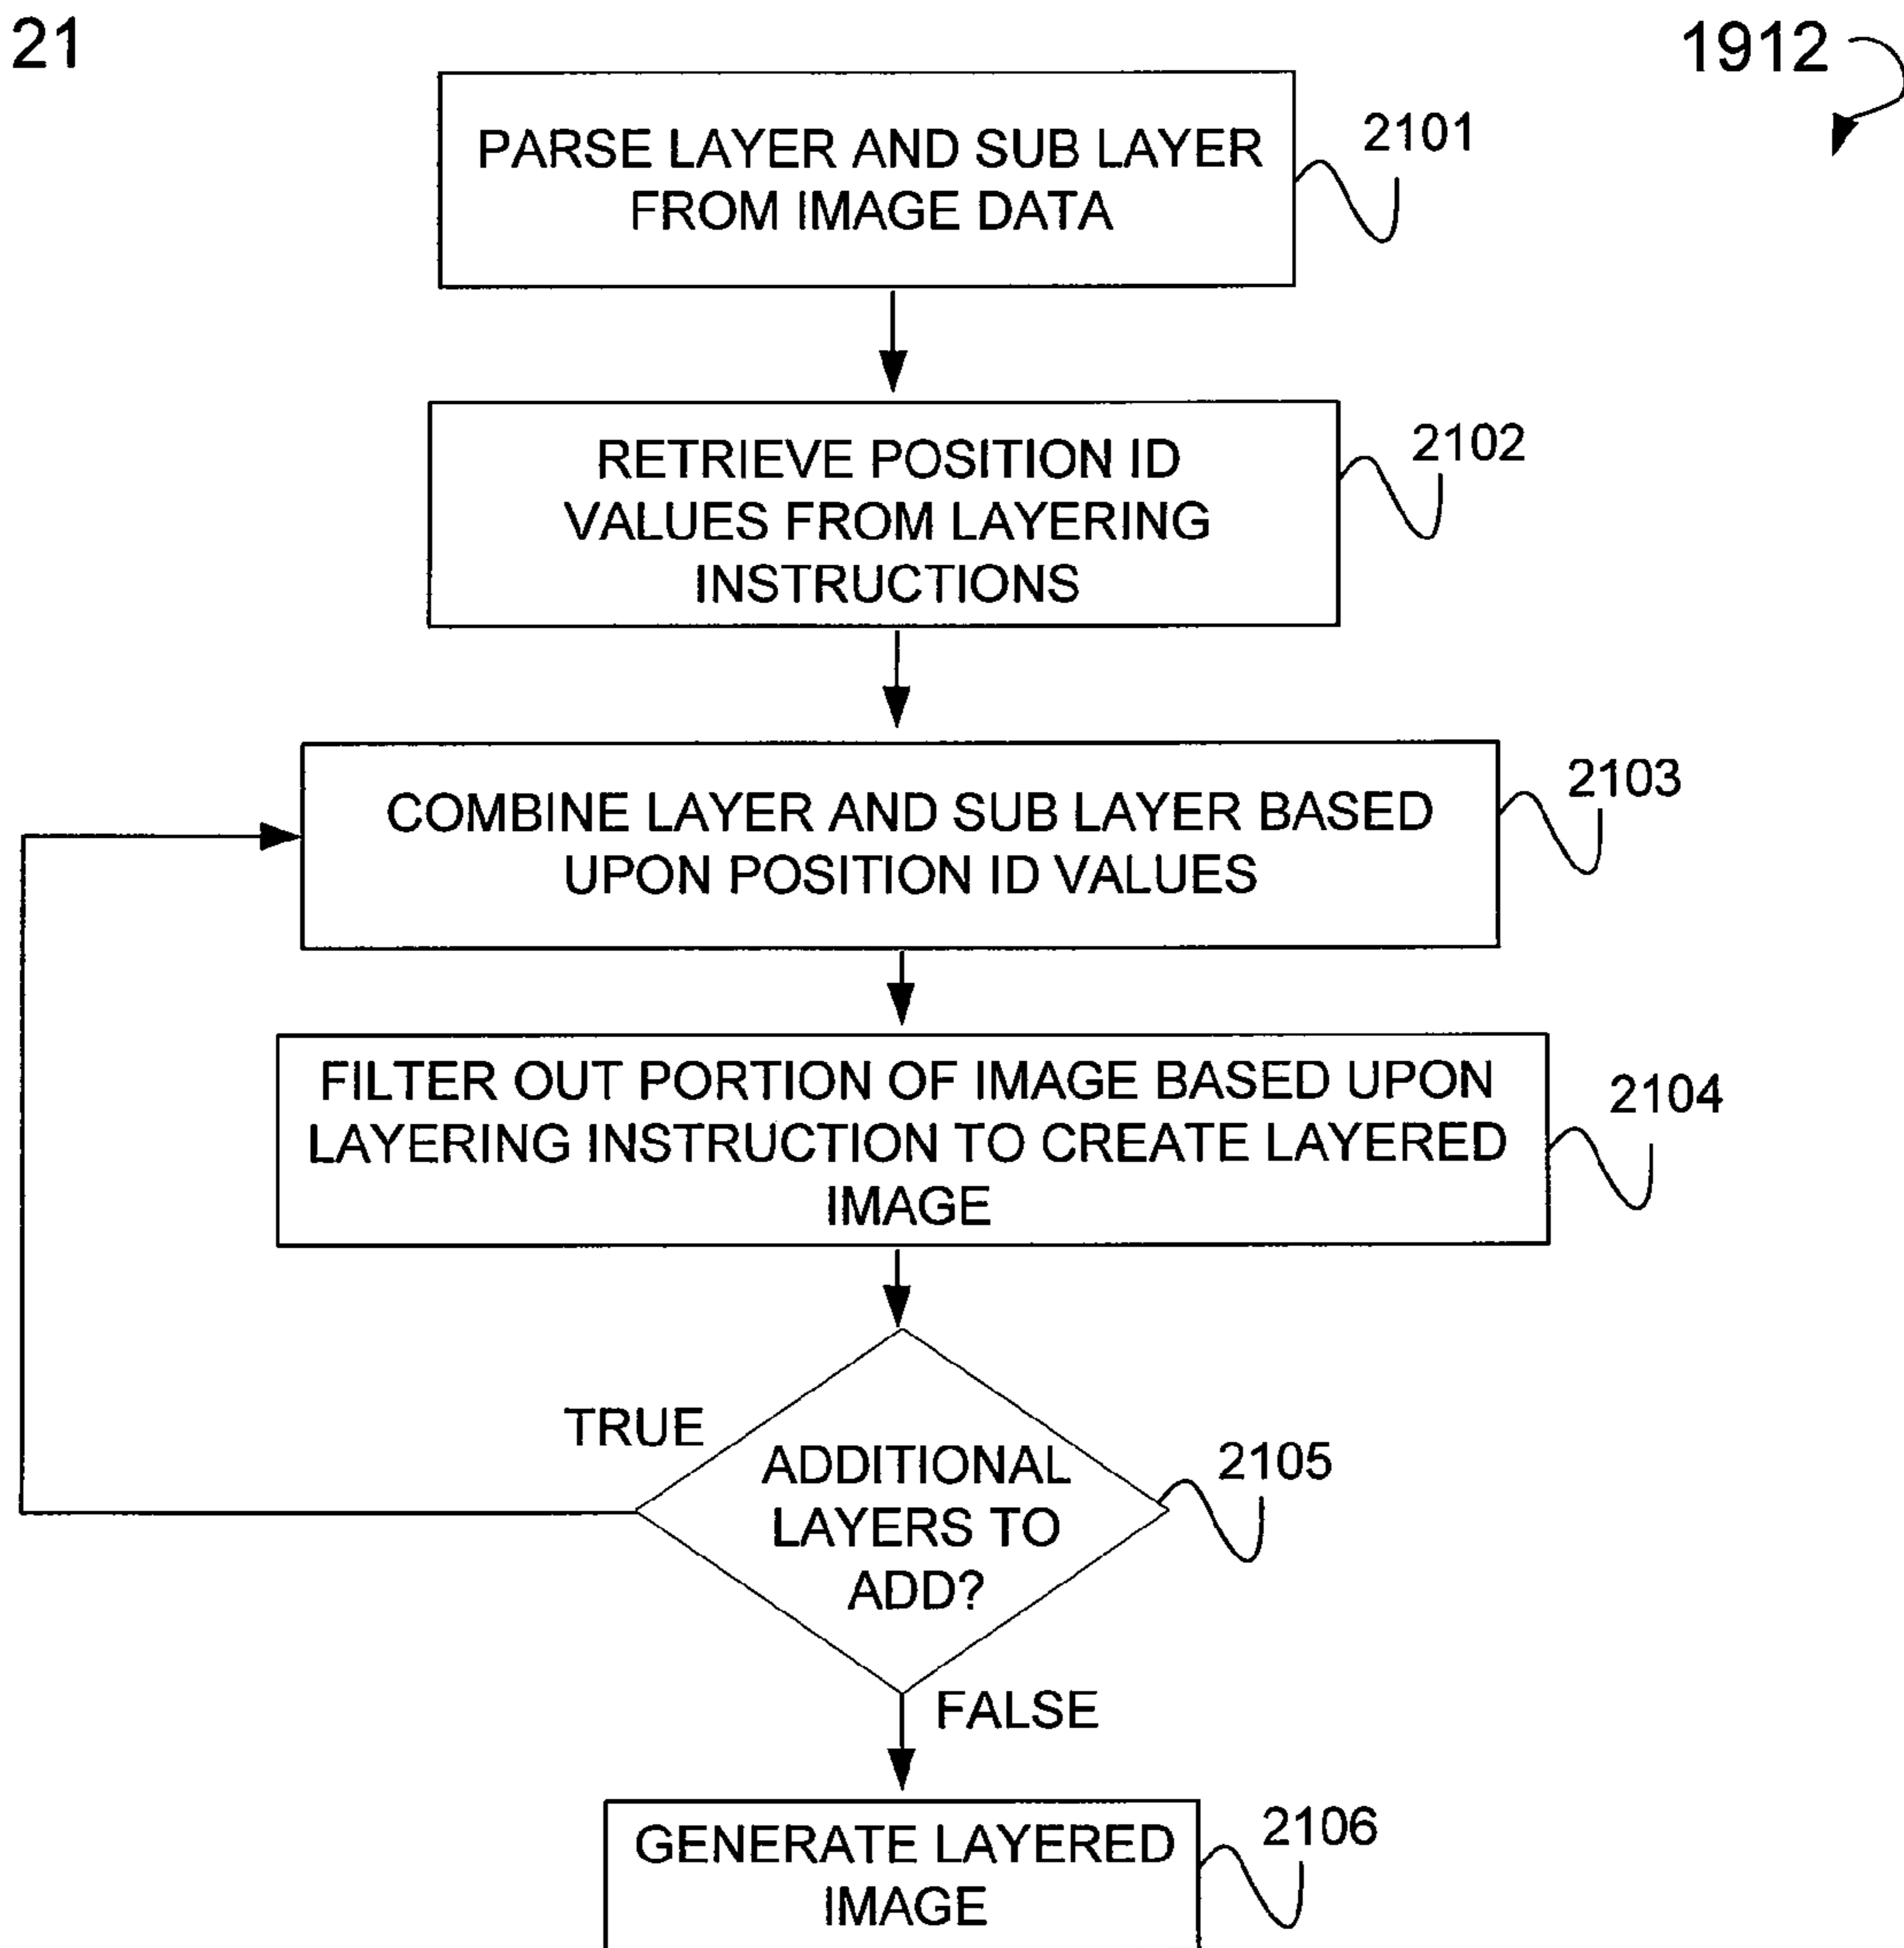 21
1912
PARSE LAYER AND SUB LAYER
FROM IMAGE DATA
2101
RETRIEVE POSITION ID
VALUES FROM LAYERING
INSTRUCTIONS
2102
COMBINE LAYER AND SUB LAYER BASED
UPON POSITION ID VALUES
2103
FILTER OUT PORTION OF IMAGE BASED UPON
LAYERING INSTRUCTION TO CREATE LAYERED
IMAGE
2104
TRUE
ADDITIONAL
LAYERS TO
ADD?
2105
FALSE
GENERATE LAYERED
IMAGE
2106